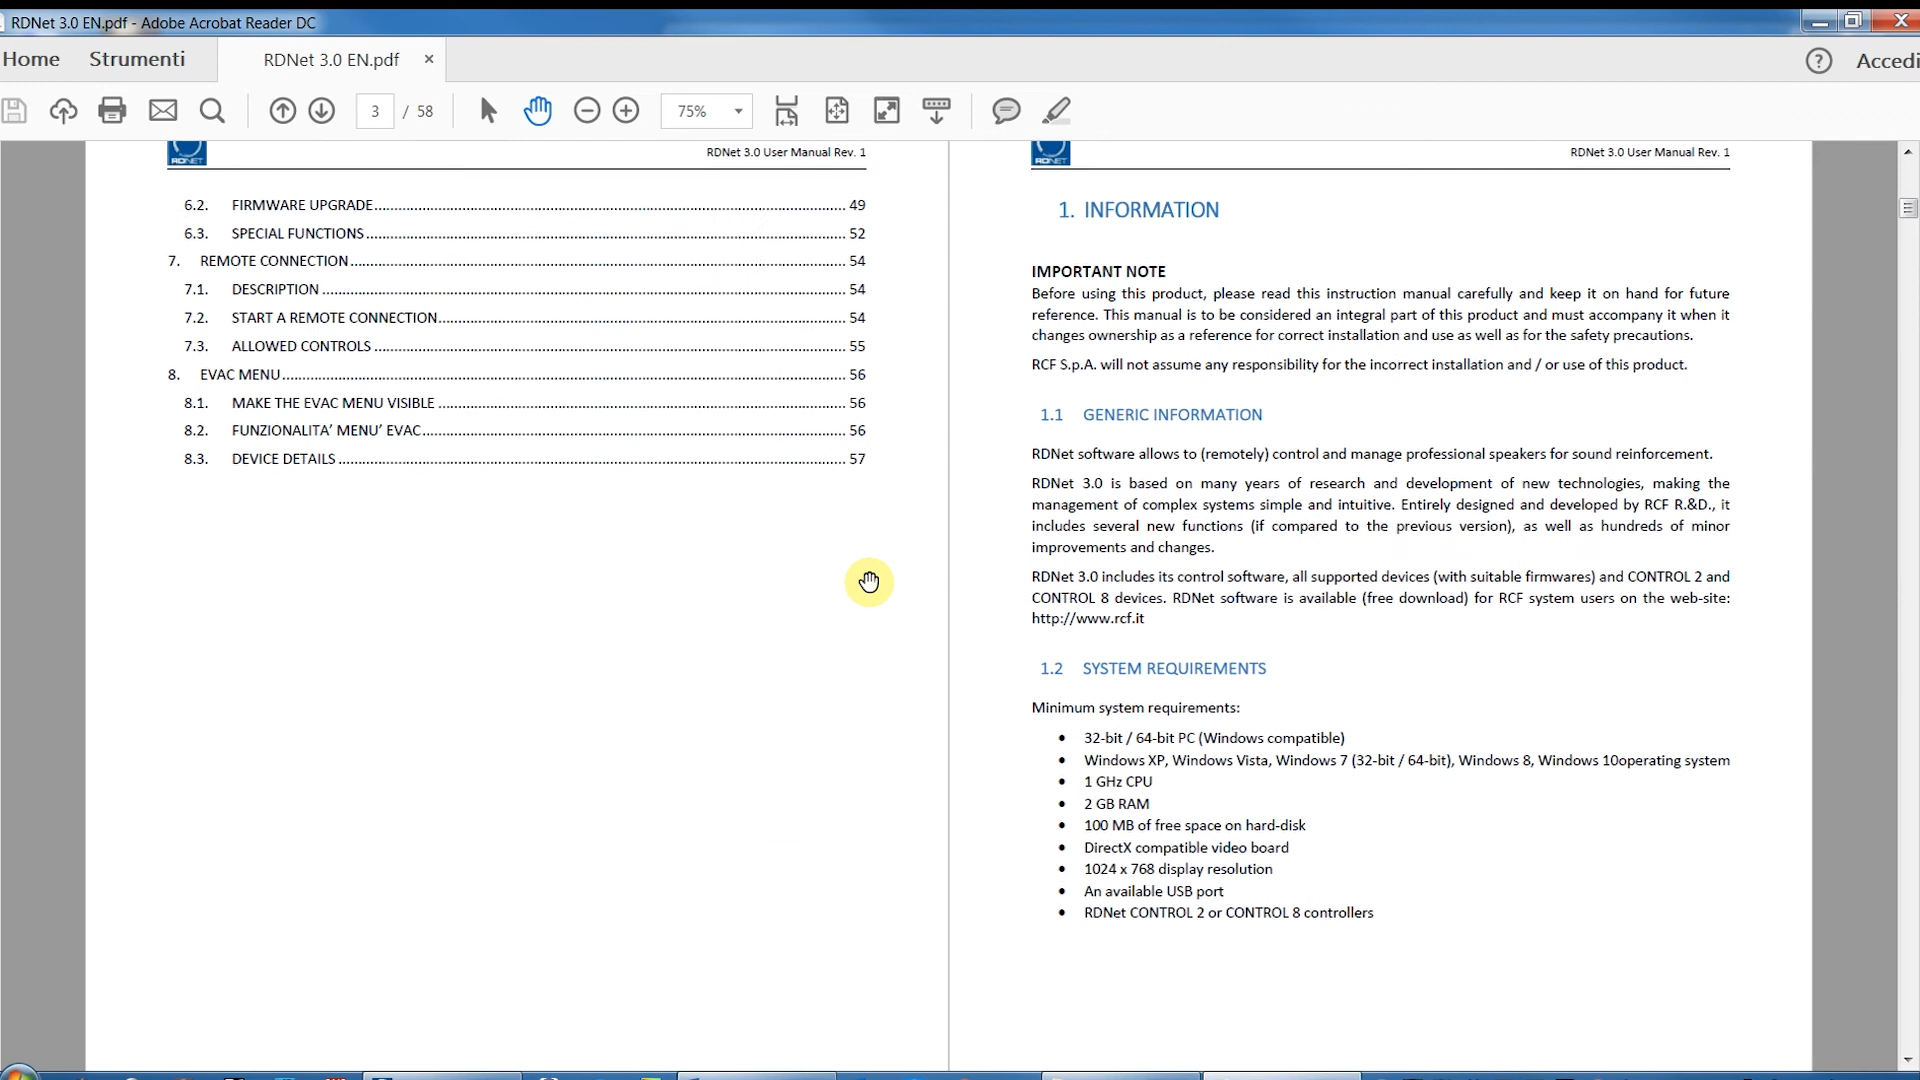 RDNet 3.0 EN.pdf - Adobe Acrobat Reader DC
Home Strumenti RDNet 3.0 EN.pdf × ? Accedi
3 / 58 75%
RDNET RDNet 3.0 User Manual Rev. 1
6.2. FIRMWARE UPGRADE 49
6.3. SPECIAL FUNCTIONS 52
7. REMOTE CONNECTION 54
7.1. DESCRIPTION 54
7.2. START A REMOTE CONNECTION 54
7.3. ALLOWED CONTROLS 55
8. EVAC MENU 56
8.1. MAKE THE EVAC MENU VISIBLE 56
8.2. FUNZIONALITA’ MENU’ EVAC 56
8.3. DEVICE DETAILS 57
RDNET RDNet 3.0 User Manual Rev. 1
1. INFORMATION
IMPORTANT NOTE
Before using this product, please read this instruction manual carefully and keep it on hand for future
reference. This manual is to be considered an integral part of this product and must accompany it when it
changes ownership as a reference for correct installation and use as well as for the safety precautions.
RCF S.p.A. will not assume any responsibility for the incorrect installation and / or use of this product.
1.1 GENERIC INFORMATION
RDNet software allows to (remotely) control and manage professional speakers for sound reinforcement.
RDNet 3.0 is based on many years of research and development of new technologies, making the
management of complex systems simple and intuitive. Entirely designed and developed by RCF R.&D., it
includes several new functions (if compared to the previous version), as well as hundreds of minor
improvements and changes.
RDNet 3.0 includes its control software, all supported devices (with suitable firmwares) and CONTROL 2 and
CONTROL 8 devices. RDNet software is available (free download) for RCF system users on the web-site:
http://www.rcf.it
1.2 SYSTEM REQUIREMENTS
Minimum system requirements:
• 32-bit / 64-bit PC (Windows compatible)
• Windows XP, Windows Vista, Windows 7 (32-bit / 64-bit), Windows 8, Windows 10operating system
• 1 GHz CPU
• 2 GB RAM
• 100 MB of free space on hard-disk
• DirectX compatible video board
• 1024 x 768 display resolution
• An available USB port
• RDNet CONTROL 2 or CONTROL 8 controllers